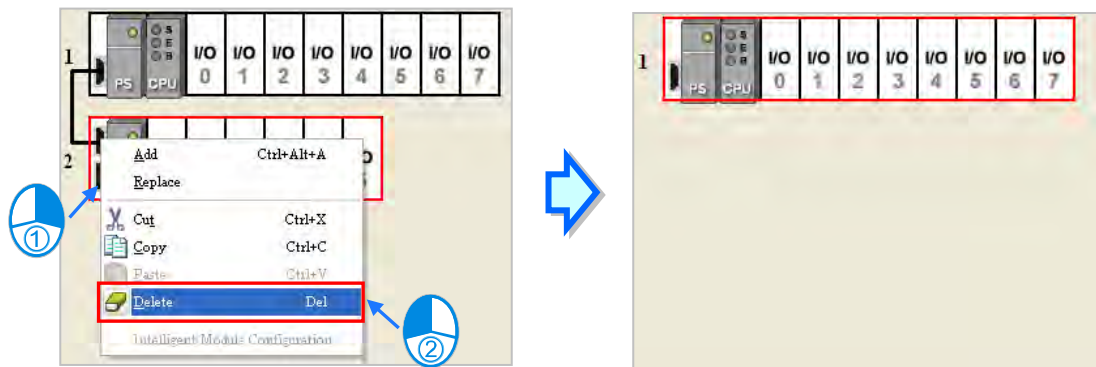 S
E
B
1
PS CPU
I/O I/O I/O I/O I/O I/O I/O I/O
0 1 2 3 4 5 6 7
2
Add Ctrl+Alt+A
Replace
Cut Ctrl+X
Copy Ctrl+C
Paste Ctrl+V
Delete Del
Intelligent Module Configuration
①
②
S
E
B
1
PS CPU
I/O I/O I/O I/O I/O I/O I/O I/O
0 1 2 3 4 5 6 7